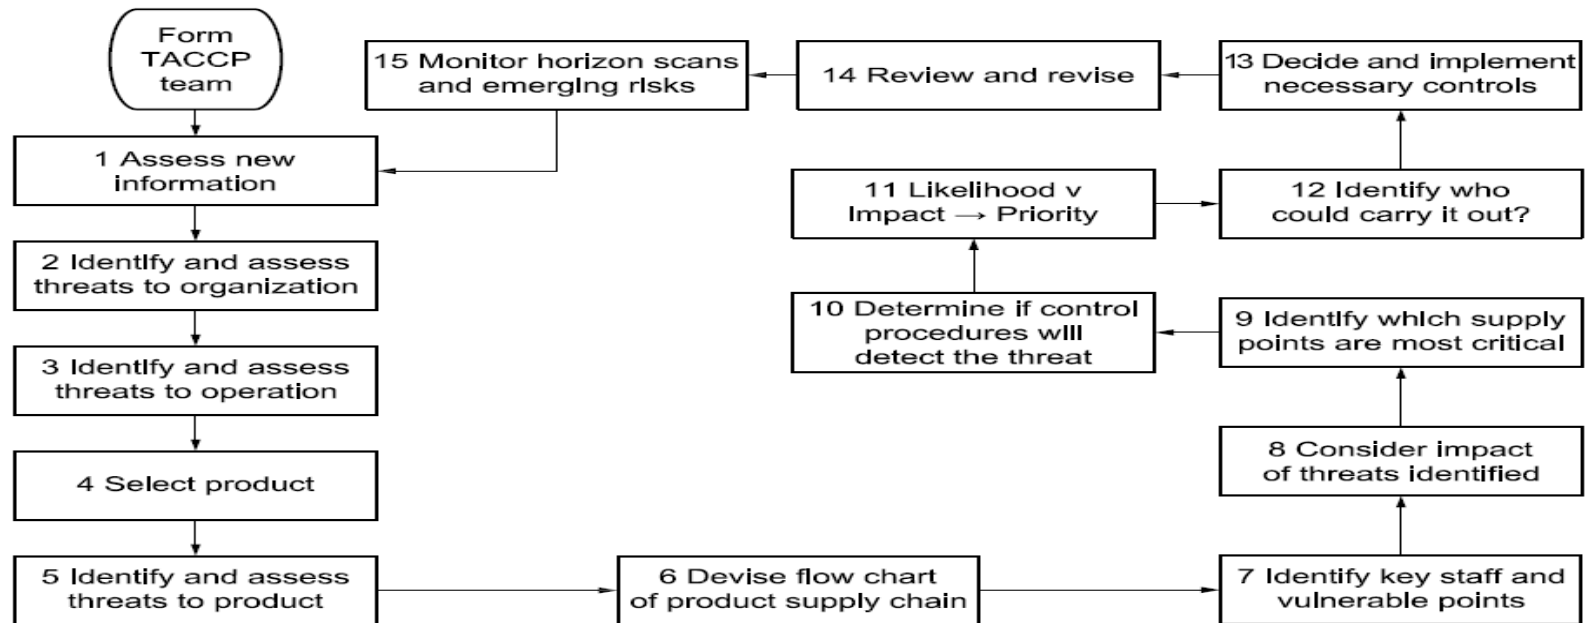 Form
TACCP
team
1 Assess new
information
2 Identify and assess
threats to organization
3 Identify and assess
threats to operation
4 Select product
5 Identify and assess
threats to product
6 Devise flow chart
of product supply chain
7 Identify key staff and
vulnerable points
8 Consider impact
of threats identified
9 Identify which supply
points are most critical
10 Determine if control
procedures will
detect the threat
11 Likelihood v
Impact → Priority
12 Identify who
could carry it out?
13 Decide and implement
necessary controls
14 Review and revise
15 Monitor horizon scans
and emerging risks